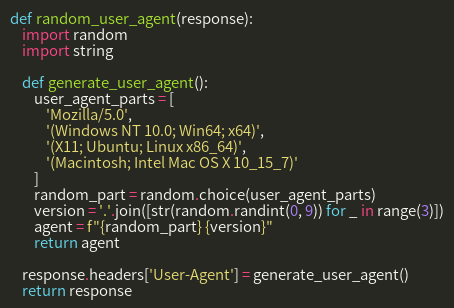 def random_user_agent(response):
    import random
    import string

    def generate_user_agent():
        user_agent_parts = [
            'Mozilla/5.0',
            '(Windows NT 10.0; Win64; x64)',
            '(X11; Ubuntu; Linux x86_64)',
            '(Macintosh; Intel Mac OS X 10_15_7)'
        ]
        random_part = random.choice(user_agent_parts)
        version = '.'.join([str(random.randint(0, 9)) for _ in range(3)])
        agent = f"{random_part} {version}"
        return agent

    response.headers['User-Agent'] = generate_user_agent()
    return response